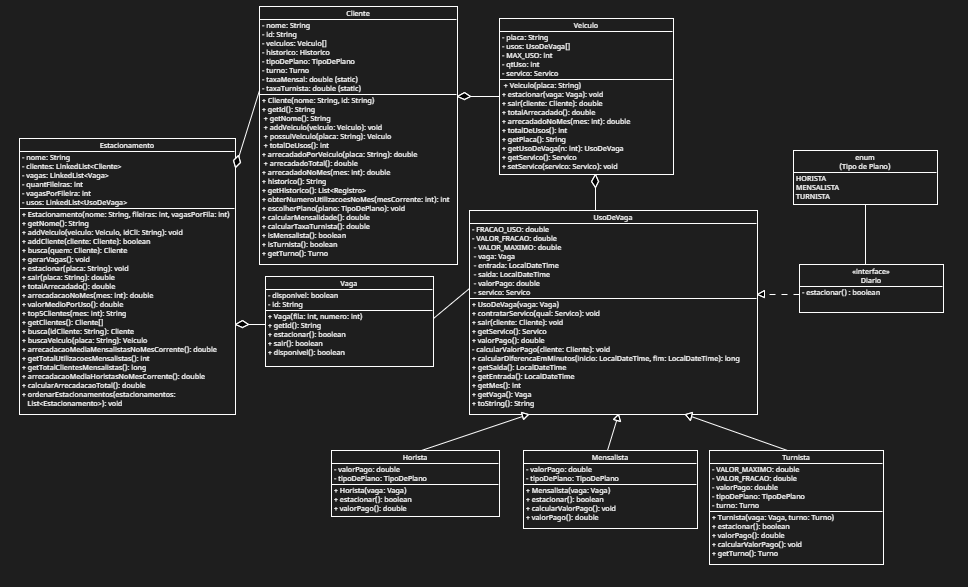 Cliente
- nome: String
- id: String
- veiculos: Veiculo[]
- historico: Historico
- tipoDePlano: TipoDePlano
- turno: Turno
- taxaMensal: double (static)
- taxaTurnista: double (static)
+ Cliente(nome: String, id: String)
+ getId(): String
+ getNome(): String
+ addVeiculo(veiculo: Veiculo): void
+ possuiVeiculo(placa: String): Veiculo
+ totalDeUsos(): int
+ arrecadadoPorVeiculo(placa: String): double
+ arrecadadoTotal(): double
+ arrecadadoNoMes(mes: int): double
+ historico(): String
+ getHistorico(): List<Registro>
+ obterNumeroUtilizacoesNoMes(mesCorrente: int): int
+ escolherPlano(plano: TipoDePlano): void
+ calcularMensalidade(): double
+ calcularTaxaTurnista(): double
+ isMensalista(): boolean
+ isTurnista(): boolean
+ getTurno(): Turno
Veiculo
- placa: String
- usos: UsoDeVaga[]
- MAX_USO: int
- qtUso: int
- servico: Servico
+ Veiculo(placa: String)
+ estacionar(vaga: Vaga): void
+ sair(cliente: Cliente): double
+ totalArrecadado(): double
+ arrecadadoNoMes(mes: int): double
+ totalDeUsos(): int
+ getPlaca(): String
+ getUsoDeVaga(n: int): UsoDeVaga
+ getServico(): Servico
+ setServico(servico: Servico): void
Estacionamento
- nome: String
- clientes: LinkedList<Cliente>
- vagas: LinkedList<Vaga>
- quantFileiras: int
- vagasPorFileira: int
- usos: LinkedList<UsoDeVaga>
+ Estacionamento(nome: String, fileiras: int, vagasPorFila: int)
+ getNome(): String
+ addVeiculo(veiculo: Veiculo, idCli: String): void
+ addCliente(cliente: Cliente): boolean
+ busca(quem: Cliente): Cliente
+ gerarVagas(): void
+ estacionar(placa: String): void
+ sair(placa: String): double
+ totalArrecadado(): double
+ arrecadacaoNoMes(mes: int): double
+ valorMedioPorUso(): double
+ top5Clientes(mes: int): String
+ getClientes(): Cliente[]
+ busca(idCliente: String): Cliente
+ buscaVeiculo(placa: String): Veiculo
+ arrecadacaoMediaMensalistasNoMesCorrente(): double
+ getTotalUtilizacoesMensalistas(): int
+ getTotalClientesMensalistas(): long
+ arrecadacaoMediaHoristasNoMesCorrente(): double
+ calcularArrecadacaoTotal(): double
+ ordenarEstacionamentos(estacionamentos:
List<Estacionamento>): void
Vaga
- disponivel: boolean
- id: String
+ Vaga(fila: int, numero: int)
+ getId(): String
+ estacionar(): boolean
+ sair(): boolean
+ disponivel(): boolean
UsoDeVaga
- FRACAO_USO: double
- VALOR_FRACAO: double
- VALOR_MAXIMO: double
- vaga: Vaga
- entrada: LocalDateTime
- saida: LocalDateTime
- valorPago: double
- servico: Servico
+ UsoDeVaga(vaga: Vaga)
+ contratarServico(qual: Servico): void
+ sair(cliente: Cliente): void
+ getServico(): Servico
+ valorPago(): double
- calcularValorPago(cliente: Cliente): void
+ calcularDiferencaEmMinutos(inicio: LocalDateTime, fim: LocalDateTime): long
+ getSaida(): LocalDateTime
+ getEntrada(): LocalDateTime
+ getMes(): int
+ getVaga(): Vaga
+ toString(): String
enum
(Tipo de Plano)
HORISTA
MENSALISTA
TURNISTA
«interface»
Diario
- estacionar() : boolean
Horista
- valorPago: double
- tipoDePlano: TipoDePlano
+ Horista(vaga: Vaga)
+ estacionar(): boolean
+ valorPago(): double
Mensalista
- valorPago: double
- tipoDePlano: TipoDePlano
+ Mensalista(vaga: Vaga)
+ estacionar(): boolean
+ calcularValorPago(): void
+ valorPago(): double
Turnista
- VALOR_MAXIMO: double
- VALOR_FRACAO: double
- valorPago: double
- tipoDePlano: TipoDePlano
- turno: Turno
+ Turnista(vaga: Vaga, turno: Turno)
+ estacionar(): boolean
+ valorPago(): double
+ calcularValorPago(): void
+ getTurno(): Turno